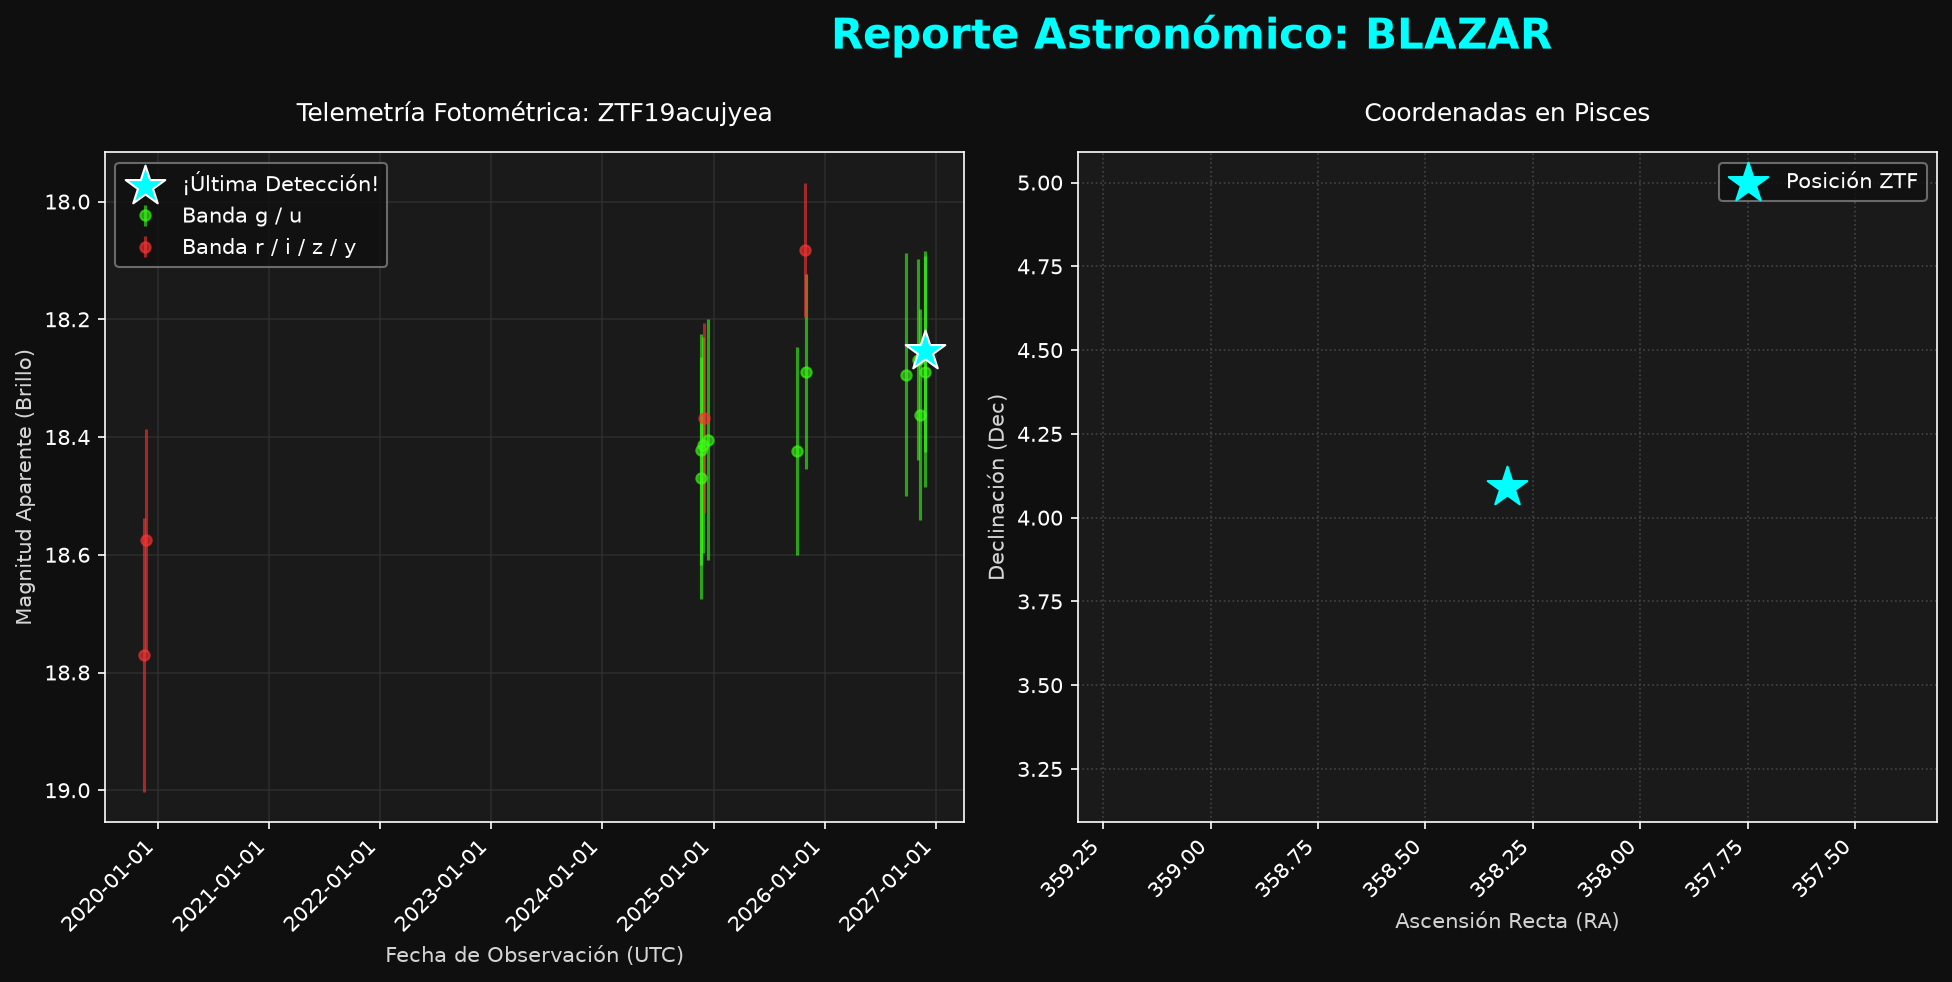 Reporte Astronómico: BLAZAR
Telemetría Fotométrica: ZTF19acujyea
¡Última Detección!
Banda g / u
Banda r / i / z / y
Magnitud Aparente (Brillo)
18.0
18.2
18.4
18.6
18.8
19.0
2020-01-01
2021-01-01
2022-01-01
2023-01-01
2024-01-01
2025-01-01
2026-01-01
2027-01-01
Fecha de Observación (UTC)
Coordenadas en Pisces
Posición ZTF
Declinación (Dec)
5.00
4.75
4.50
4.25
4.00
3.75
3.50
3.25
359.25
359.00
358.75
358.50
358.25
358.00
357.75
357.50
Ascensión Recta (RA)